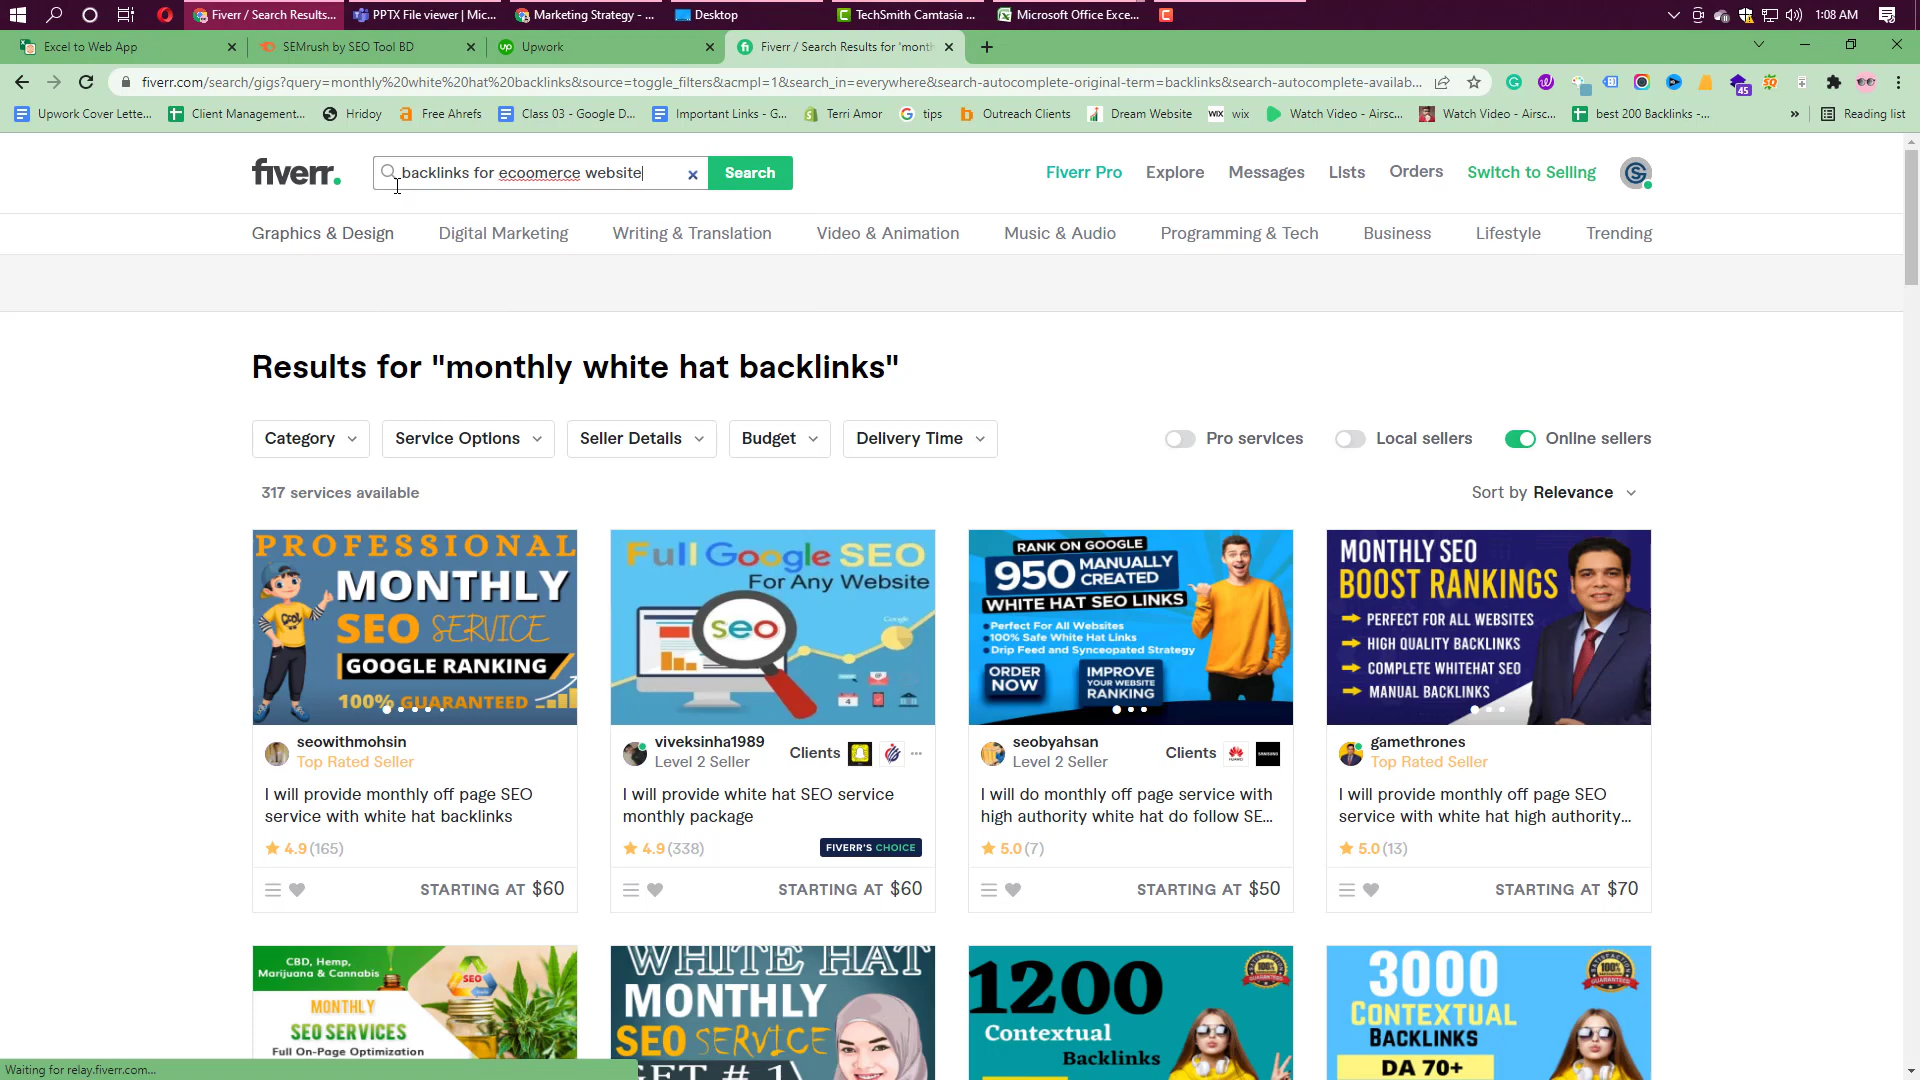 Fiverr / Search Results...
PPTX File viewer | Mic...
Marketing Strategy - ...
Desktop
TechSmith Camtasia ...
Microsoft Office Exce...
1:08 AM
Excel to Web App
SEMrush by SEO Tool BD
Upwork
Fiverr / Search Results for 'month
fiverr.com/search/gigs?query=monthly%20white%20hat%20backlinks&source=toggle_filters&acmpl=1&search_in=everywhere&search-autocomplete-original-term=backlinks&search-autocomplete-availab...
45
Upwork Cover Lette...
Client Management...
Hridoy
Free Ahrefs
Class 03 - Google D...
Important Links - G...
Terri Amor
tips
Outreach Clients
Dream Website
WIX wix
Watch Video - Airsc...
Watch Video - Airsc...
best 200 Backlinks -...
Reading list
fiverr.
backlinks for ecoomerce website
Search
Fiverr Pro
Explore
Messages
Lists
Orders
Switch to Selling
Graphics & Design
Digital Marketing
Writing & Translation
Video & Animation
Music & Audio
Programming & Tech
Business
Lifestyle
Trending
Results for "monthly white hat backlinks"
Category
Service Options
Seller Details
Budget
Delivery Time
Pro services
Local sellers
Online sellers
317 services available
Sort by Relevance
PROFESSIONAL
MONTHLY
SEO SERVICE
GOOGLE RANKING
100% GUARANTEED
COOL
seowithmohsin
Top Rated Seller
I will provide monthly off page SEO
service with white hat backlinks
4.9 (165)
STARTING AT $60
Full Google SEO
For Any Website
seo
Google
viveksinha1989
Level 2 Seller
Clients
I will provide white hat SEO service
monthly package
4.9 (338)
FIVERR'S CHOICE
STARTING AT $60
RANK ON GOOGLE
950 MANUALLY
CREATED
WHITE HAT SEO LINKS
Perfect For All Websites
100% Safe White Hat Links
Drip Feed and Synceopated Strategy
ORDER
NOW
IMPROVE
YOUR WEBSITE
RANKING
seobyahsan
Level 2 Seller
Clients
HUAWEI
SAMSUNG
I will do monthly off page service with
high authority white hat do follow SE...
5.0 (7)
STARTING AT $50
MONTHLY SEO
BOOST RANKINGS
PERFECT FOR ALL WEBSITES
HIGH QUALITY BACKLINKS
COMPLETE WHITEHAT SEO
MANUAL BACKLINKS
gamethrones
Top Rated Seller
I will provide monthly off page SEO
service with white hat high authority...
5.0 (13)
STARTING AT $70
CBD, Hemp,
Marijuana & Cannabis
SEO
MONTHLY
SEO SERVICES
Full On-Page Optimization
WHITE HAT
MONTHLY
SEO SERVICE
GET # 1
1200
Contextual
Backlinks
3000
CONTEXTUAL
BACKLINKS
DA 70+
Waiting for relay.fiverr.com...